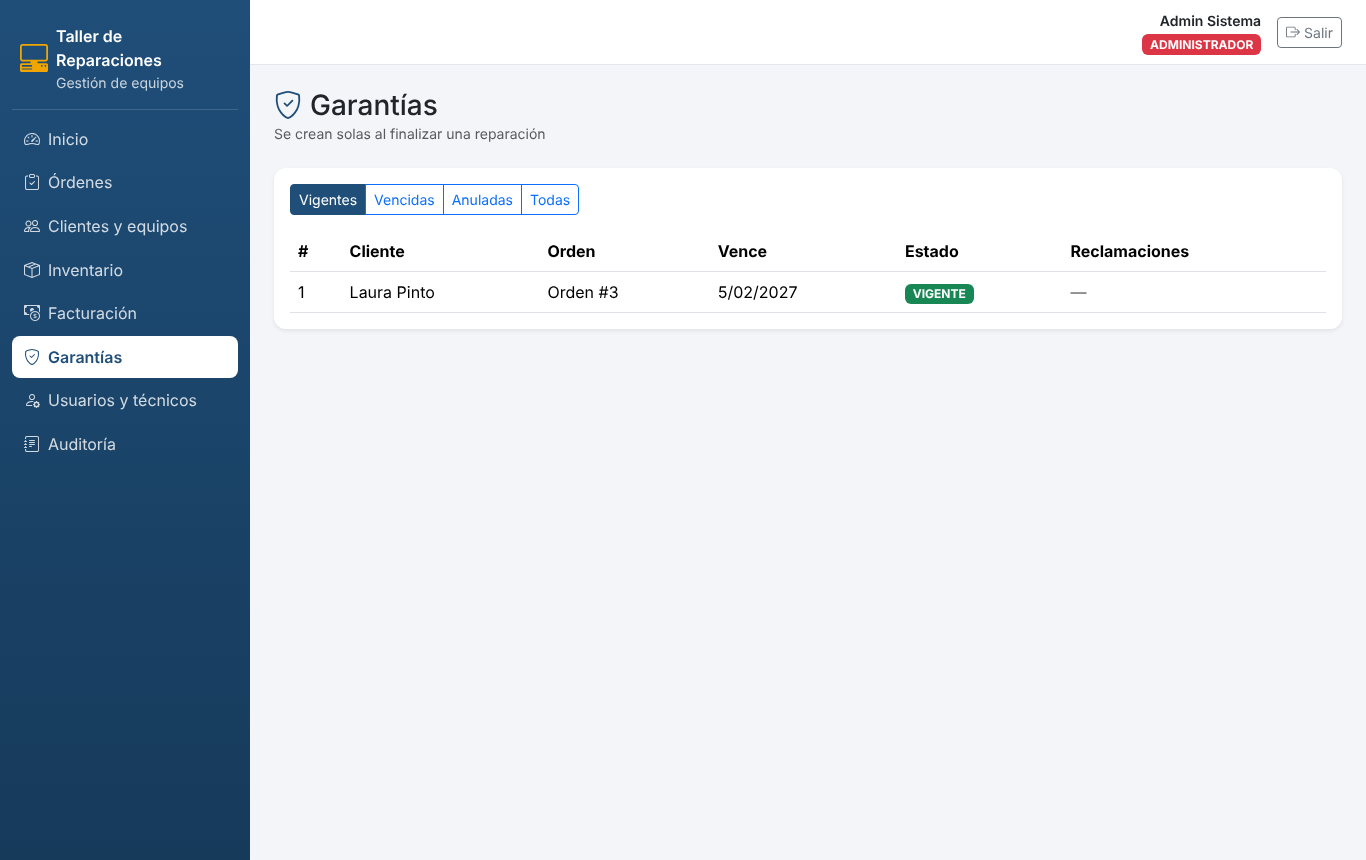 Taller de
Reparaciones
Gestión de equipos
Inicio
Órdenes
Clientes y equipos
Inventario
Facturación
Garantías
Usuarios y técnicos
Auditoría
Admin Sistema
ADMINISTRADOR
Salir
Garantías
Se crean solas al finalizar una reparación
Vigentes Vencidas Anuladas Todas
# Cliente Orden Vence Estado Reclamaciones
1 Laura Pinto Orden #3 5/02/2027 VIGENTE —